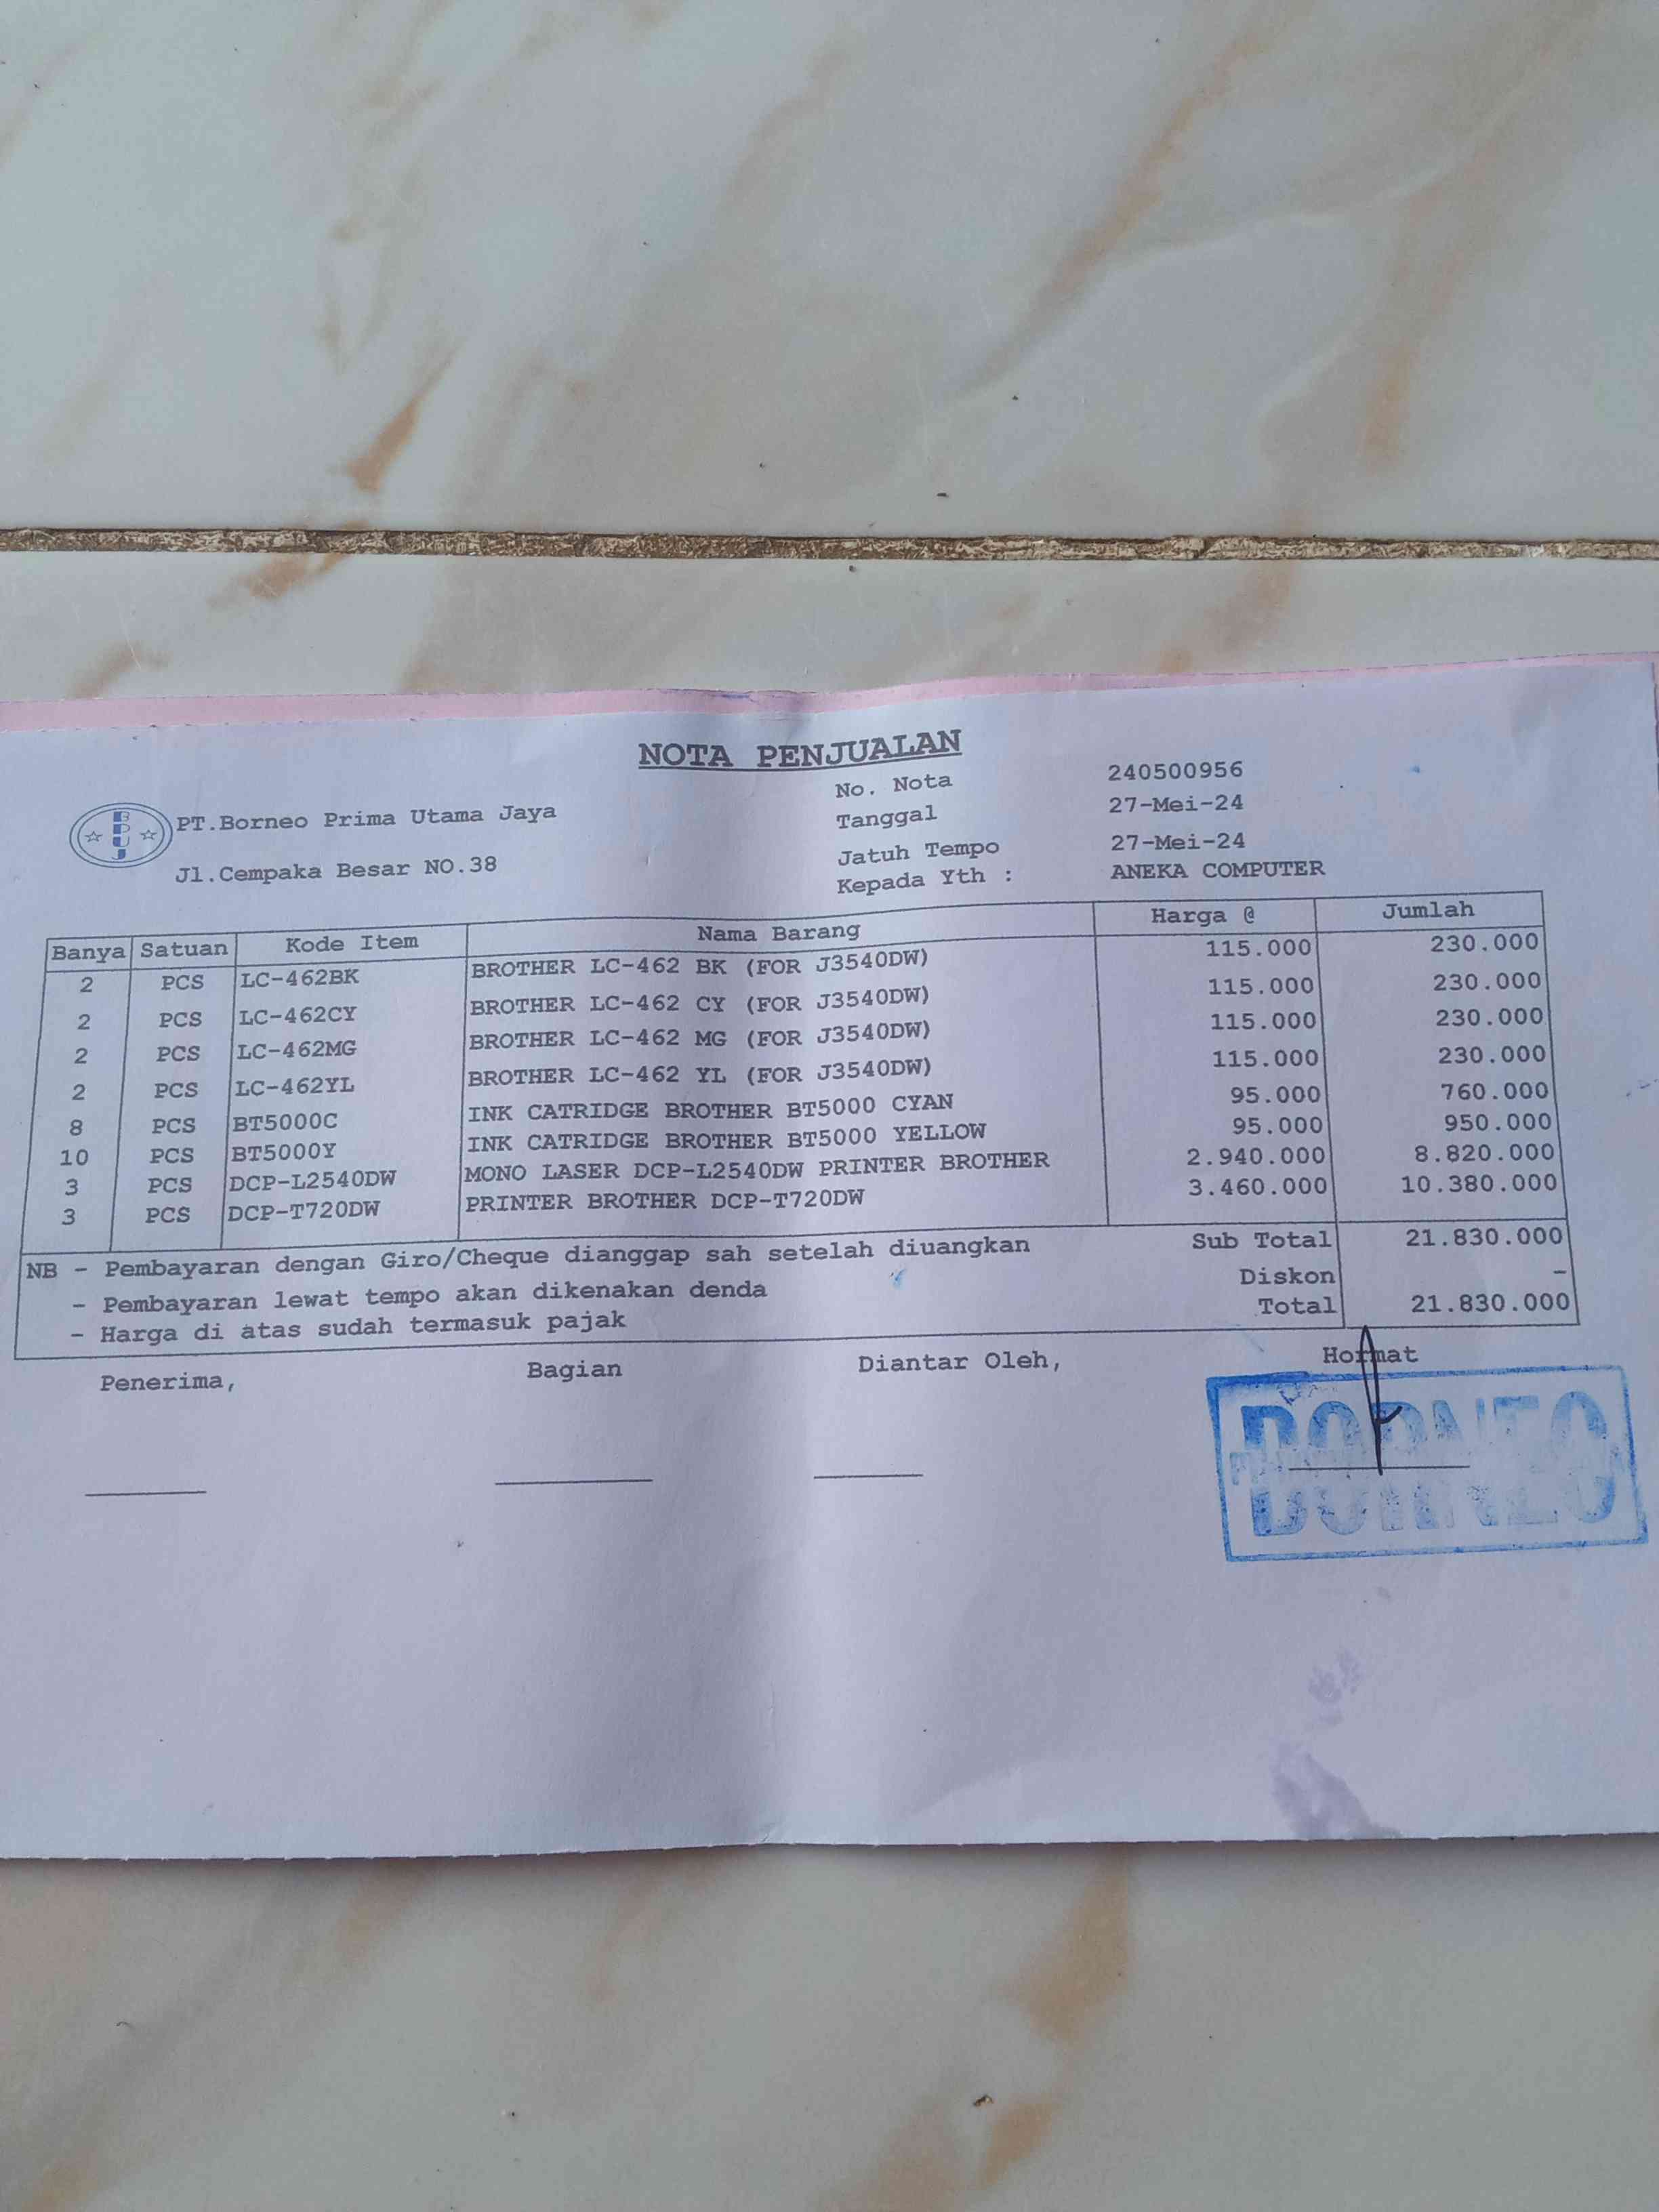 NOTA PENJUALAN
BPUJ
PT.Borneo Prima Utama Jaya
Jl.Cempaka Besar NO.38
No. Nota 240500956
Tanggal 27-Mei-24
Jatuh Tempo 27-Mei-24
Kepada Yth : ANEKA COMPUTER
Banya Satuan Kode Item Nama Barang Harga @ Jumlah
2 PCS LC-462BK BROTHER LC-462 BK (FOR J3540DW) 115.000 230.000
2 PCS LC-462CY BROTHER LC-462 CY (FOR J3540DW) 115.000 230.000
2 PCS LC-462MG BROTHER LC-462 MG (FOR J3540DW) 115.000 230.000
2 PCS LC-462YL BROTHER LC-462 YL (FOR J3540DW) 115.000 230.000
8 PCS BT5000C INK CATRIDGE BROTHER BT5000 CYAN 95.000 760.000
10 PCS BT5000Y INK CATRIDGE BROTHER BT5000 YELLOW 95.000 950.000
3 PCS DCP-L2540DW MONO LASER DCP-L2540DW PRINTER BROTHER 2.940.000 8.820.000
3 PCS DCP-T720DW PRINTER BROTHER DCP-T720DW 3.460.000 10.380.000
NB - Pembayaran dengan Giro/Cheque dianggap sah setelah diuangkan
- Pembayaran lewat tempo akan dikenakan denda
- Harga di atas sudah termasuk pajak
Sub Total 21.830.000
Diskon -
Total 21.830.000
Penerima, Bagian Diantar Oleh, Hormat
BORNEO
BORNEO